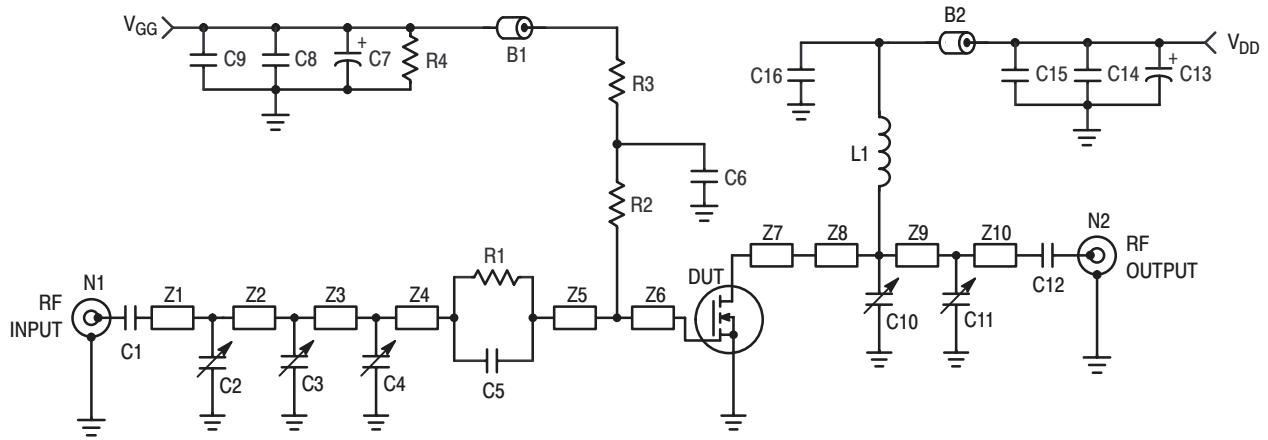 VGG
C9
C8
+
C7
R4
B1
R3
C6
R2
B2
VDD
C16
C15
C14
+
C13
L1
N1
RF
INPUT
C1
Z1
Z2
Z3
Z4
C2
C3
C4
R1
C5
Z5
Z6
DUT
Z7
Z8
Z9
Z10
C10
C11
C12
N2
RF
OUTPUT